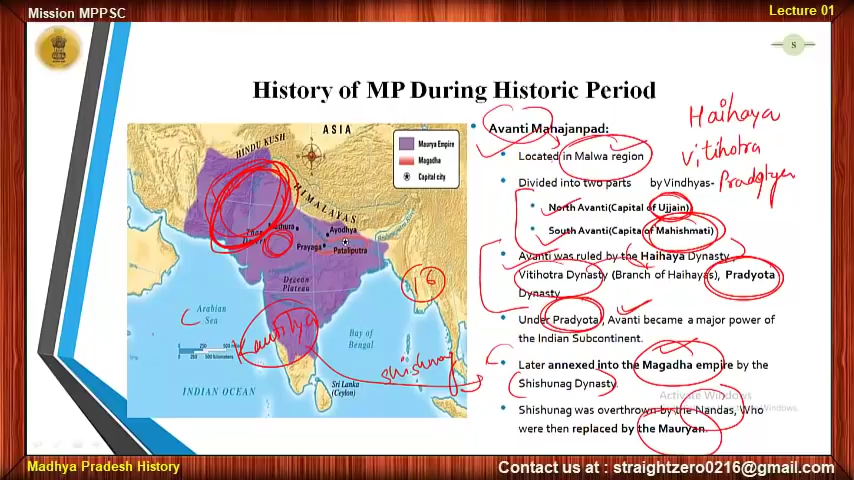 Mission MPPSC
Lecture 01
8
History of MP During Historic Period
ASIA
HINDU KUSH
HIMALAYAS
Maurya Empire
Magadha
Capital city
Mathura
Ayodhya
Prayaga
Pataliputra
Deccan
Plateau
Arabian
Sea
Bay of
Bengal
Sri Lanka
(Ceylon)
INDIAN OCEAN
16
Kautilya
Shishunag
Haihaya
Vitihotra
Avanti Mahajanpad:
Located in Malwa region
Divided into two parts by Vindhyas-
North Avanti(Capital of Ujjain)
South Avanti(Capita of Mahishmati)
Avanti was ruled by the Haihaya Dynasty
Vitihotra Dynasty (Branch of Haihayas), Pradyota
Dynasty
Under Pradyota, Avanti became a major power of
the Indian Subcontinent.
Later annexed into the Magadha empire by the
Shishunag Dynasty.
Activate Windows
Shishunag was overthrown by the Nandas, Who
were then replaced by the Mauryan.
Madhya Pradesh History
Contact us at : straightzero0216@gmail.com